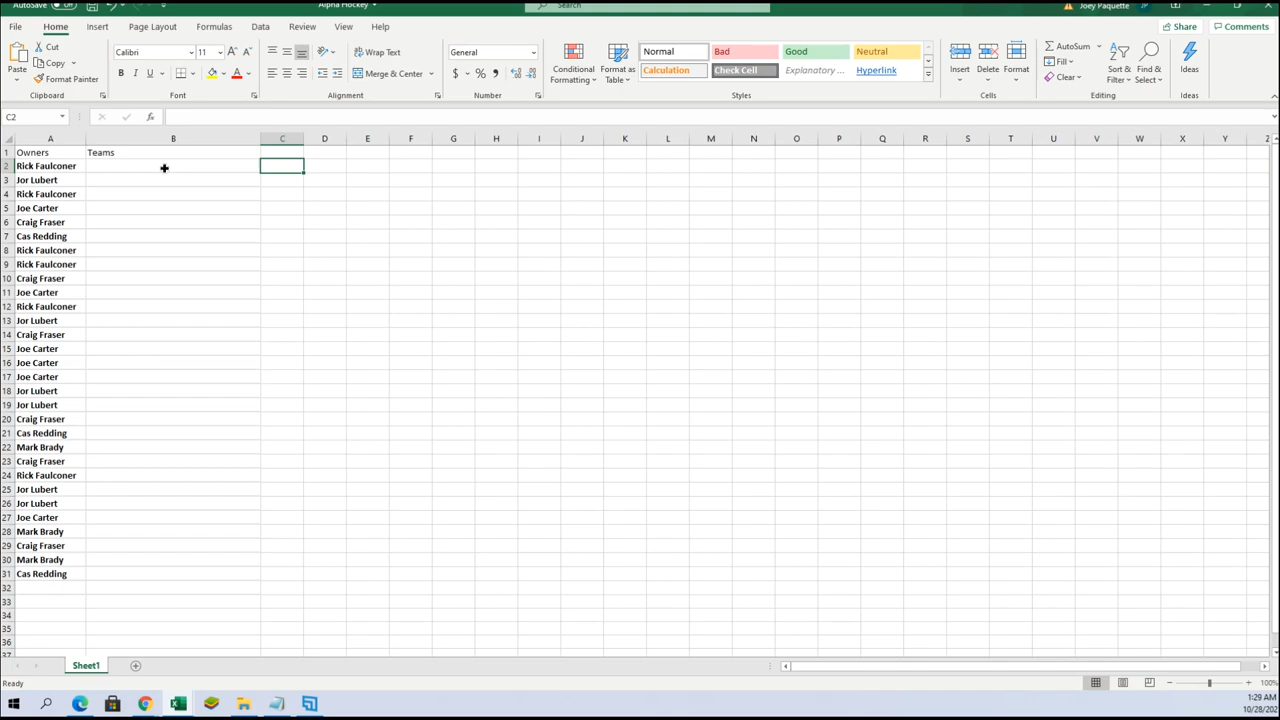 AutoSave
Alpha Hockey
Search
Joey Paquette
JP
File Home Insert Page Layout Formulas Data Review View Help
Share Comments
Paste
Cut
Copy
Format Painter
Calibri 11
Wrap Text
Merge & Center
General
Conditional Formatting
Format as Table
Normal Bad Good Neutral
Calculation Check Cell Explanatory ... Hyperlink
Insert Delete Format
AutoSum
Fill
Clear
Sort & Filter
Find & Select
Ideas
Clipboard Font Alignment Number Styles Cells Editing Ideas
C2
fx
A B C D E F G H I J K L M N O P Q R S T U V W X Y Z
1 Owners Teams
2 Rick Faulconer
3 Jor Lubert
4 Rick Faulconer
5 Joe Carter
6 Craig Fraser
7 Cas Redding
8 Rick Faulconer
9 Rick Faulconer
10 Craig Fraser
11 Joe Carter
12 Rick Faulconer
13 Jor Lubert
14 Craig Fraser
15 Joe Carter
16 Joe Carter
17 Joe Carter
18 Jor Lubert
19 Jor Lubert
20 Craig Fraser
21 Cas Redding
22 Mark Brady
23 Craig Fraser
24 Rick Faulconer
25 Jor Lubert
26 Jor Lubert
27 Joe Carter
28 Mark Brady
29 Craig Fraser
30 Mark Brady
31 Cas Redding
32
33
34
35
36
37
Sheet1
Ready
100%
1:29 AM
10/28/202